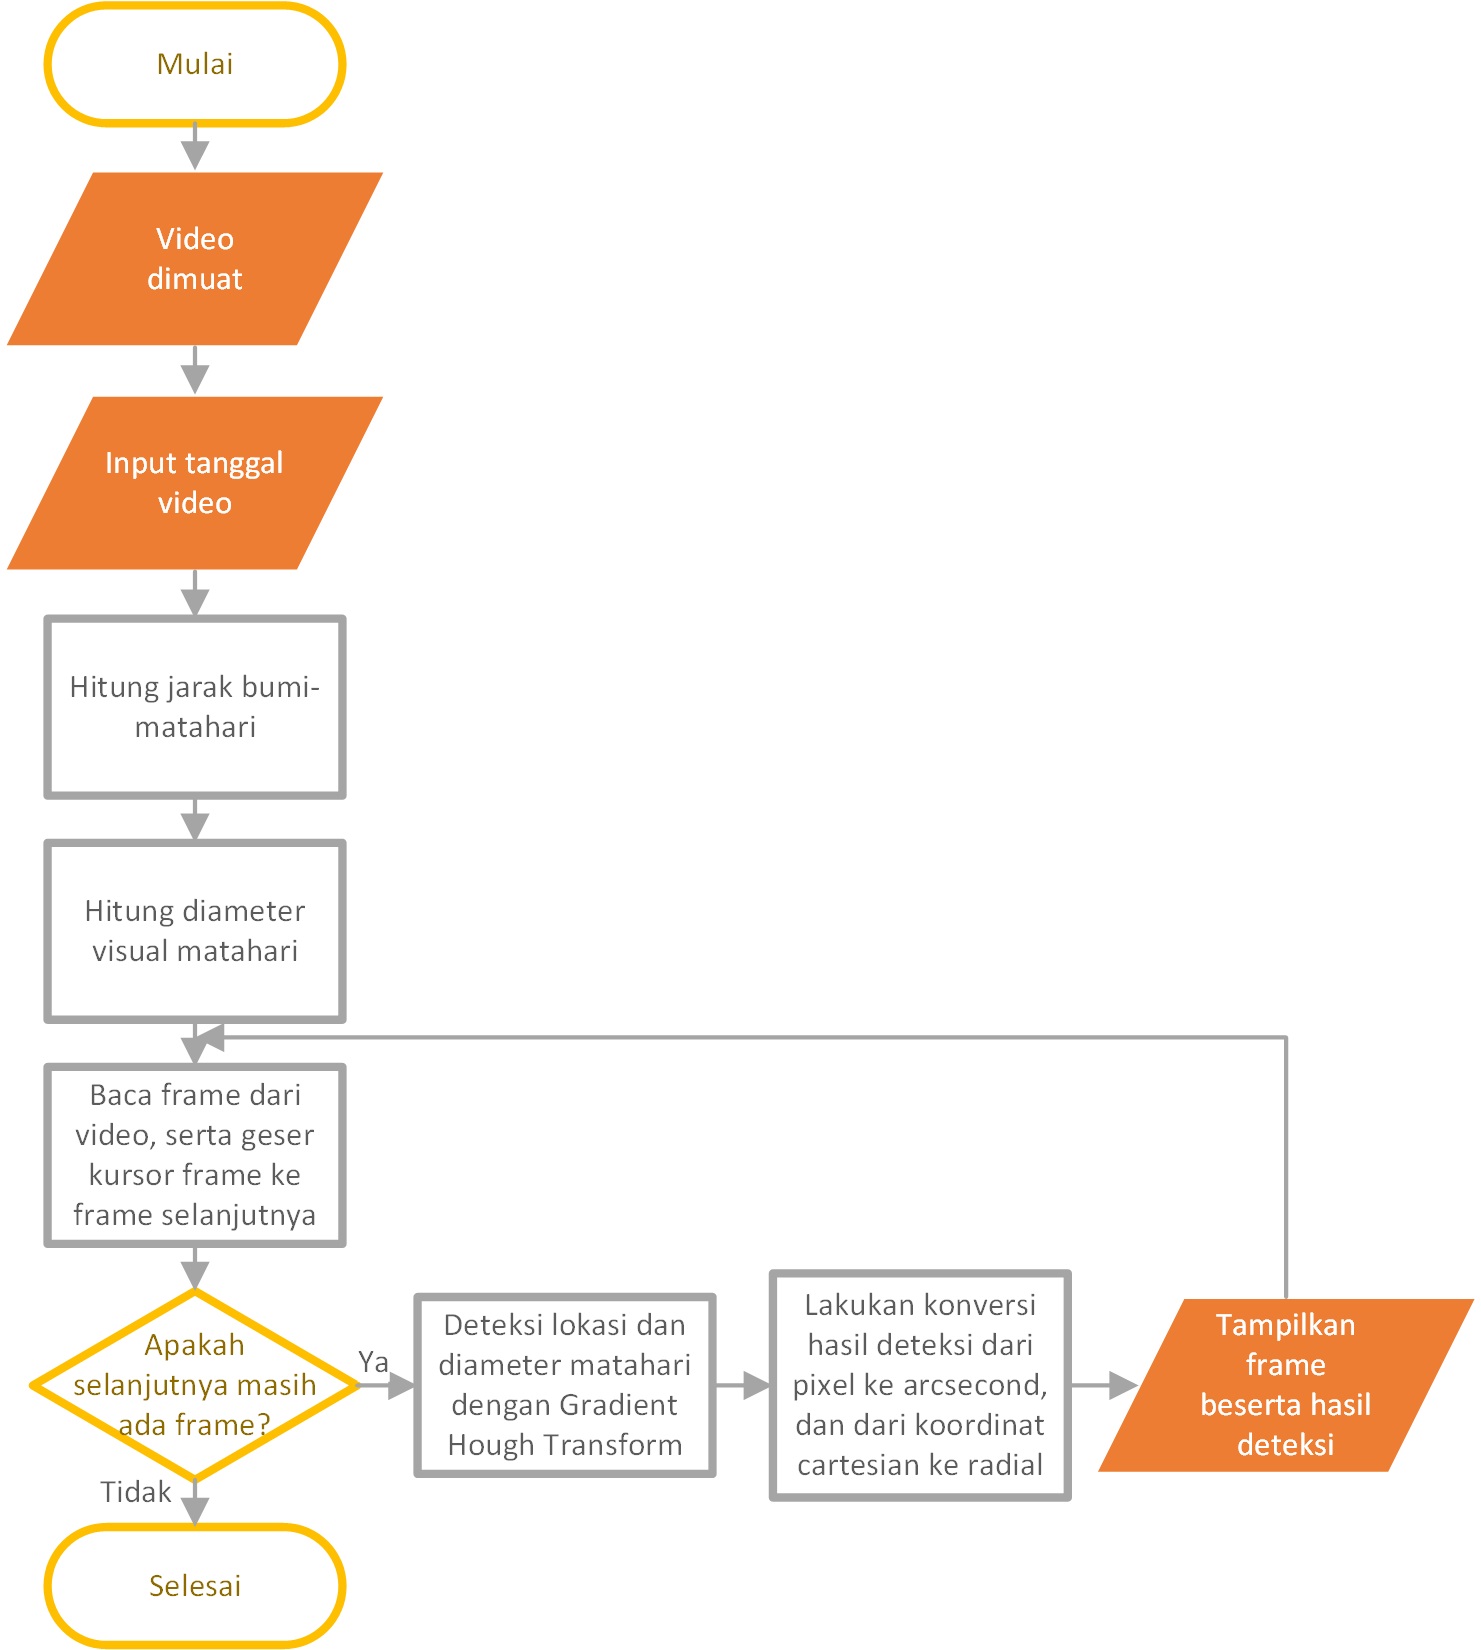 Mulai
Video
dimuat
Input tanggal
video
Hitung jarak bumi-
matahari
Hitung diameter
visual matahari
Baca frame dari
video, serta geser
kursor frame ke
frame selanjutnya
Apakah
selanjutnya masih
ada frame?
Ya
Deteksi lokasi dan
diameter matahari
dengan Gradient
Hough Transform
Lakukan konversi
hasil deteksi dari
pixel ke arcsecond,
dan dari koordinat
cartesian ke radial
Tampilkan
frame
beserta hasil
deteksi
Tidak
Selesai